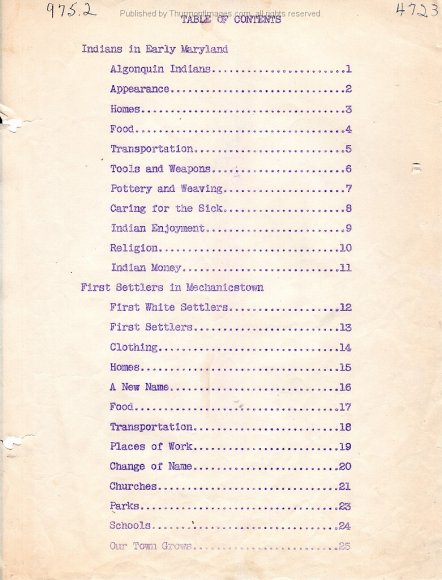 975.2
4723
Published by ThurmontImages.com, all rights reserved.
TABLE OF CONTENTS
Indians in Early Maryland
Algonquin Indians.......................1
Appearance..............................2
Homes...................................3
Food....................................4
Transportation..........................5
Tools and Weapons.......................6
Pottery and Weaving.....................7
Caring for the Sick.....................8
Indian Enjoyment........................9
Religion................................10
Indian Money............................11
First Settlers in Mechanicstown
First White Settlers....................12
First Settlers..........................13
Clothing................................14
Homes...................................15
A New Name..............................16
Food....................................17
Transportation..........................18
Places of Work..........................19
Change of Name..........................20
Churches................................21
Parks...................................23
Schools.................................24
Our Town Grows..........................25